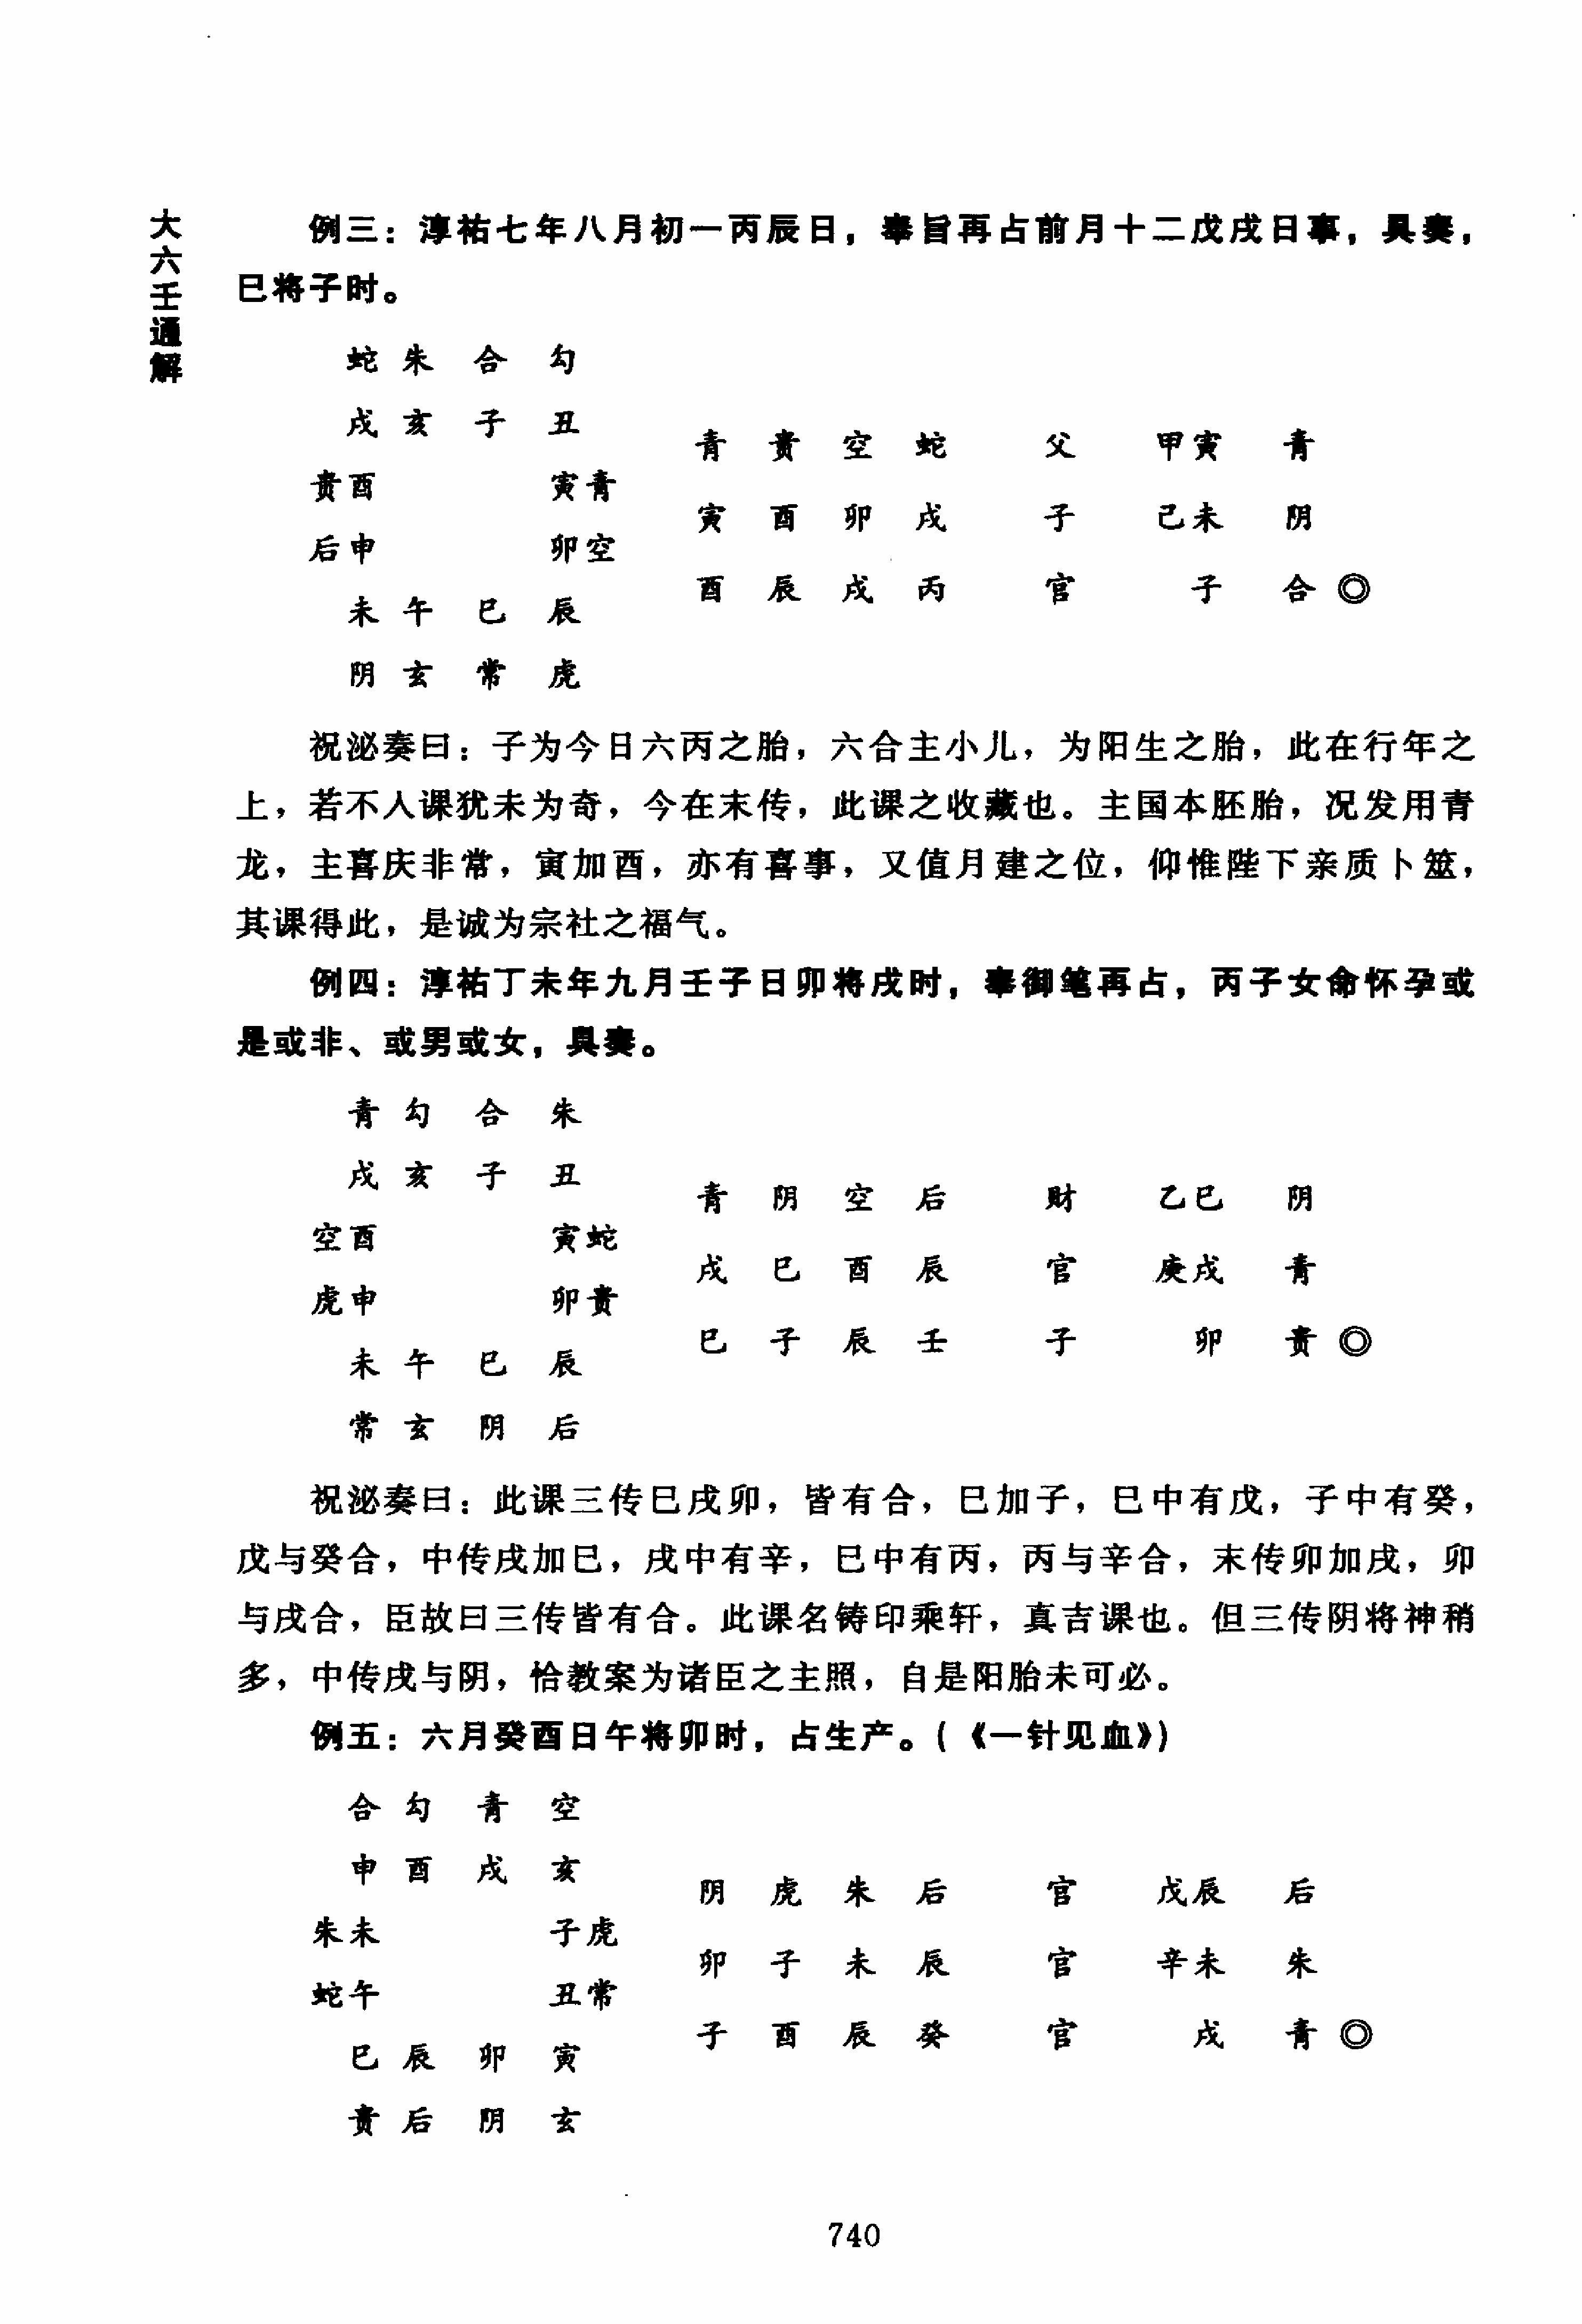 大六壬通解
例三：淳祐七年八月初一丙辰日，奉旨再占前月十二戊戌日事，具奏，
巳将子时。
蛇 朱 合 勾
戌 亥 子 丑
青 贵 空 蛇 父 甲寅 青
贵酉 寅青
寅 酉 卯 戌 子 己未 阴
后申 卯空
酉 辰 戌 丙 官 子 合 ◎
未 午 巳 辰
阴 玄 常 虎
祝泌奏曰：子为今日六丙之胎，六合主小儿，为阳生之胎，此在行年之
上，若不人课犹未为奇，今在末传，此课之收藏也。主国本胚胎，况发用青
龙，主喜庆非常，寅加酉，亦有喜事，又值月建之位，仰惟陛下亲质卜筮，
其课得此，是诚为宗社之福气。
例四：淳祐丁未年九月壬子日卯将戌时，奉御笔再占，丙子女命怀孕或
是或非、或男或女，具奏。
青 勾 合 朱
戌 亥 子 丑
青 阴 空 后 财 乙巳 阴
空酉 寅蛇
戌 巳 酉 辰 官 庚戌 青
虎申 卯贵
巳 子 辰 壬 子 卯 贵 ◎
未 午 巳 辰
常 玄 阴 后
祝泌奏曰：此课三传巳戌卯，皆有合，巳加子，巳中有戊，子中有癸，
戊与癸合，中传戌加巳，戌中有辛，巳中有丙，丙与辛合，末传卯加戌，卯
与戌合，臣故曰三传皆有合。此课名铸印乘轩，真吉课也。但三传阴将神稍
多，中传戌与阴，恰教案为诸臣之主照，自是阳胎未可必。
例五：六月癸酉日午将卯时，占生产。(《一针见血》)
合 勾 青 空
申 酉 戌 亥
阴 虎 朱 后 官 戊辰 后
朱未 子虎
卯 子 未 辰 官 辛未 朱
蛇午 丑常
子 酉 辰 癸 官 戌 青 ◎
巳 辰 卯 寅
贵 后 阴 玄
740